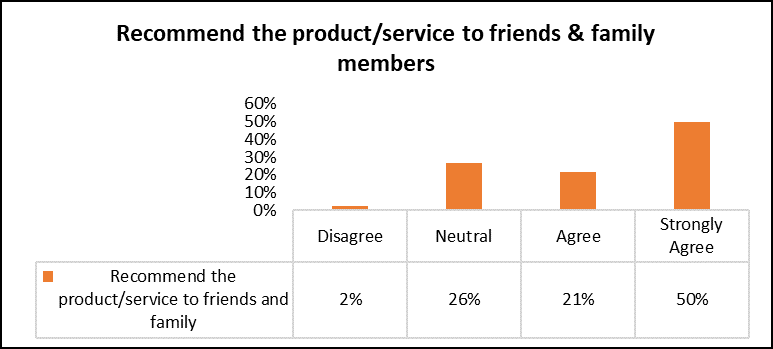 Recommend the product/service to friends & family
members
60%
50%
40%
30%
20%
10%
0%
Disagree
Neutral
Agree
Strongly
Agree
Recommend the
product/service to friends and
family
2%
26%
21%
50%